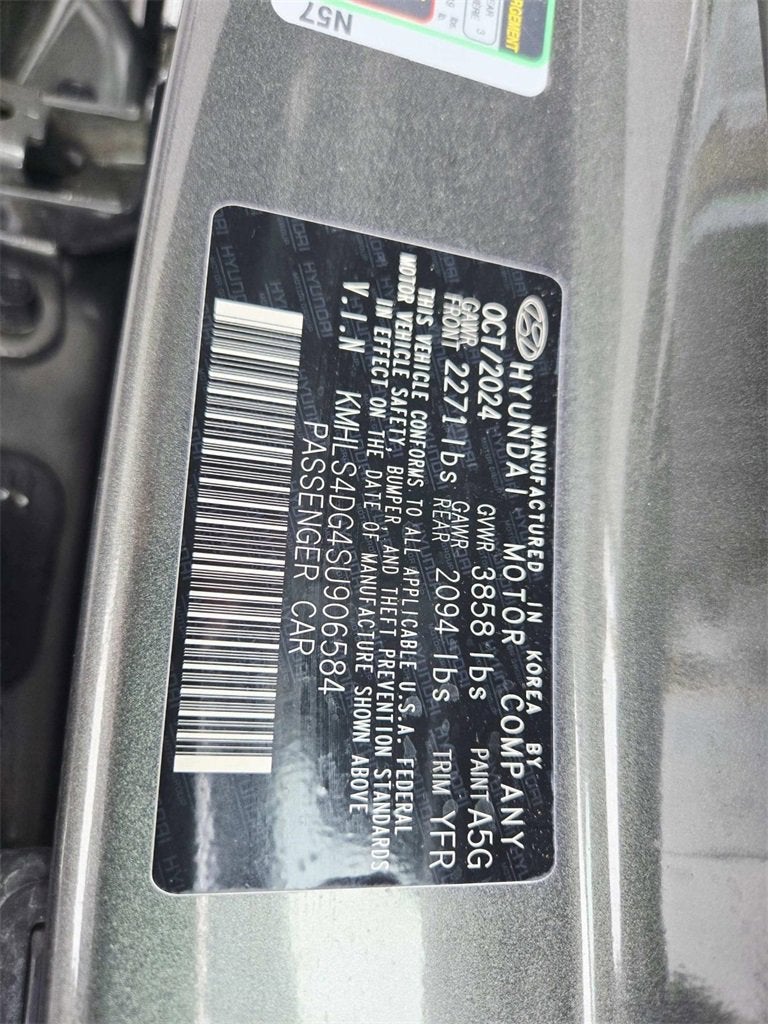 MANUFACTURED IN KOREA BY
HYUNDAI MOTOR COMPANY
OCT/2024 GVWR 3858 lbs PAINT A5G
GAWR FRONT 2271 lbs GAWR REAR 2094 lbs TRIM YFR
THIS VEHICLE CONFORMS TO ALL APPLICABLE U.S.A. FEDERAL
MOTOR VEHICLE SAFETY, BUMPER AND THEFT PREVENTION STANDARDS
IN EFFECT ON THE DATE OF MANUFACTURE SHOWN ABOVE
V.I.N KMHLS4DG4SU906584
PASSENGER CAR
N57